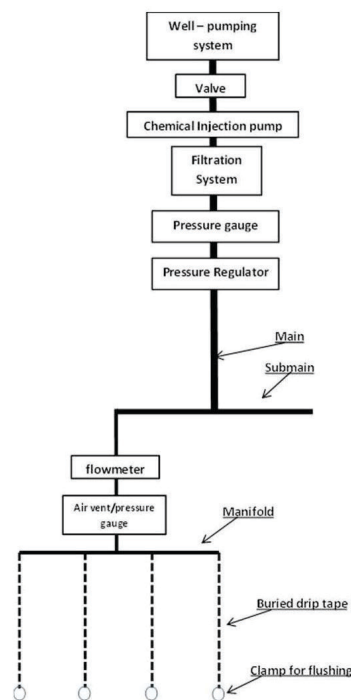 Well – pumping
system
Valve
Chemical Injection pump
Filtration
System
Pressure gauge
Pressure Regulator
Main
Submain
flowmeter
Air vent/pressure
gauge
Manifold
Buried drip tape
Clamp for flushing